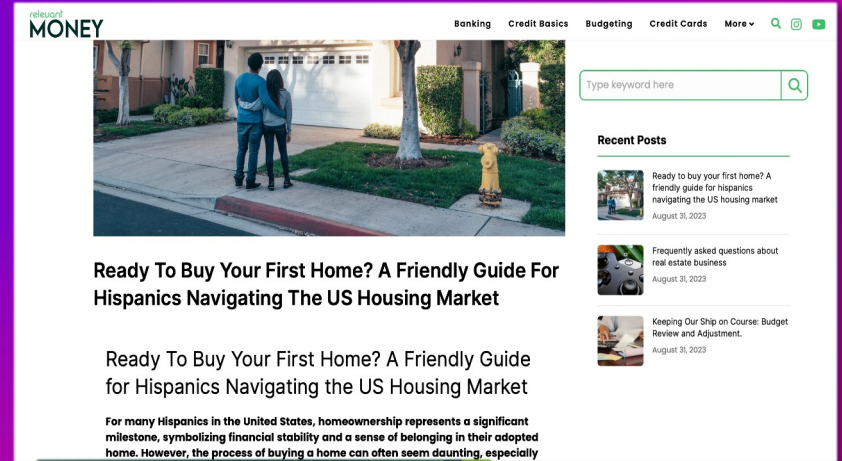 relevant
MONEY
Banking Credit Basics Budgeting Credit Cards More
Type keyword here
Recent Posts
Ready to buy your first home? A
friendly guide for hispanics
navigating the US housing market
August 31, 2023
Frequently asked questions about
real estate business
August 31, 2023
Keeping Our Ship on Course: Budget
Review and Adjustment.
August 31, 2023
Ready To Buy Your First Home? A Friendly Guide For
Hispanics Navigating The US Housing Market
Ready To Buy Your First Home? A Friendly Guide
for Hispanics Navigating the US Housing Market
For many Hispanics in the United States, homeownership represents a significant
milestone, symbolizing financial stability and a sense of belonging in their adopted
home. However, the process of buying a home can often seem daunting, especially